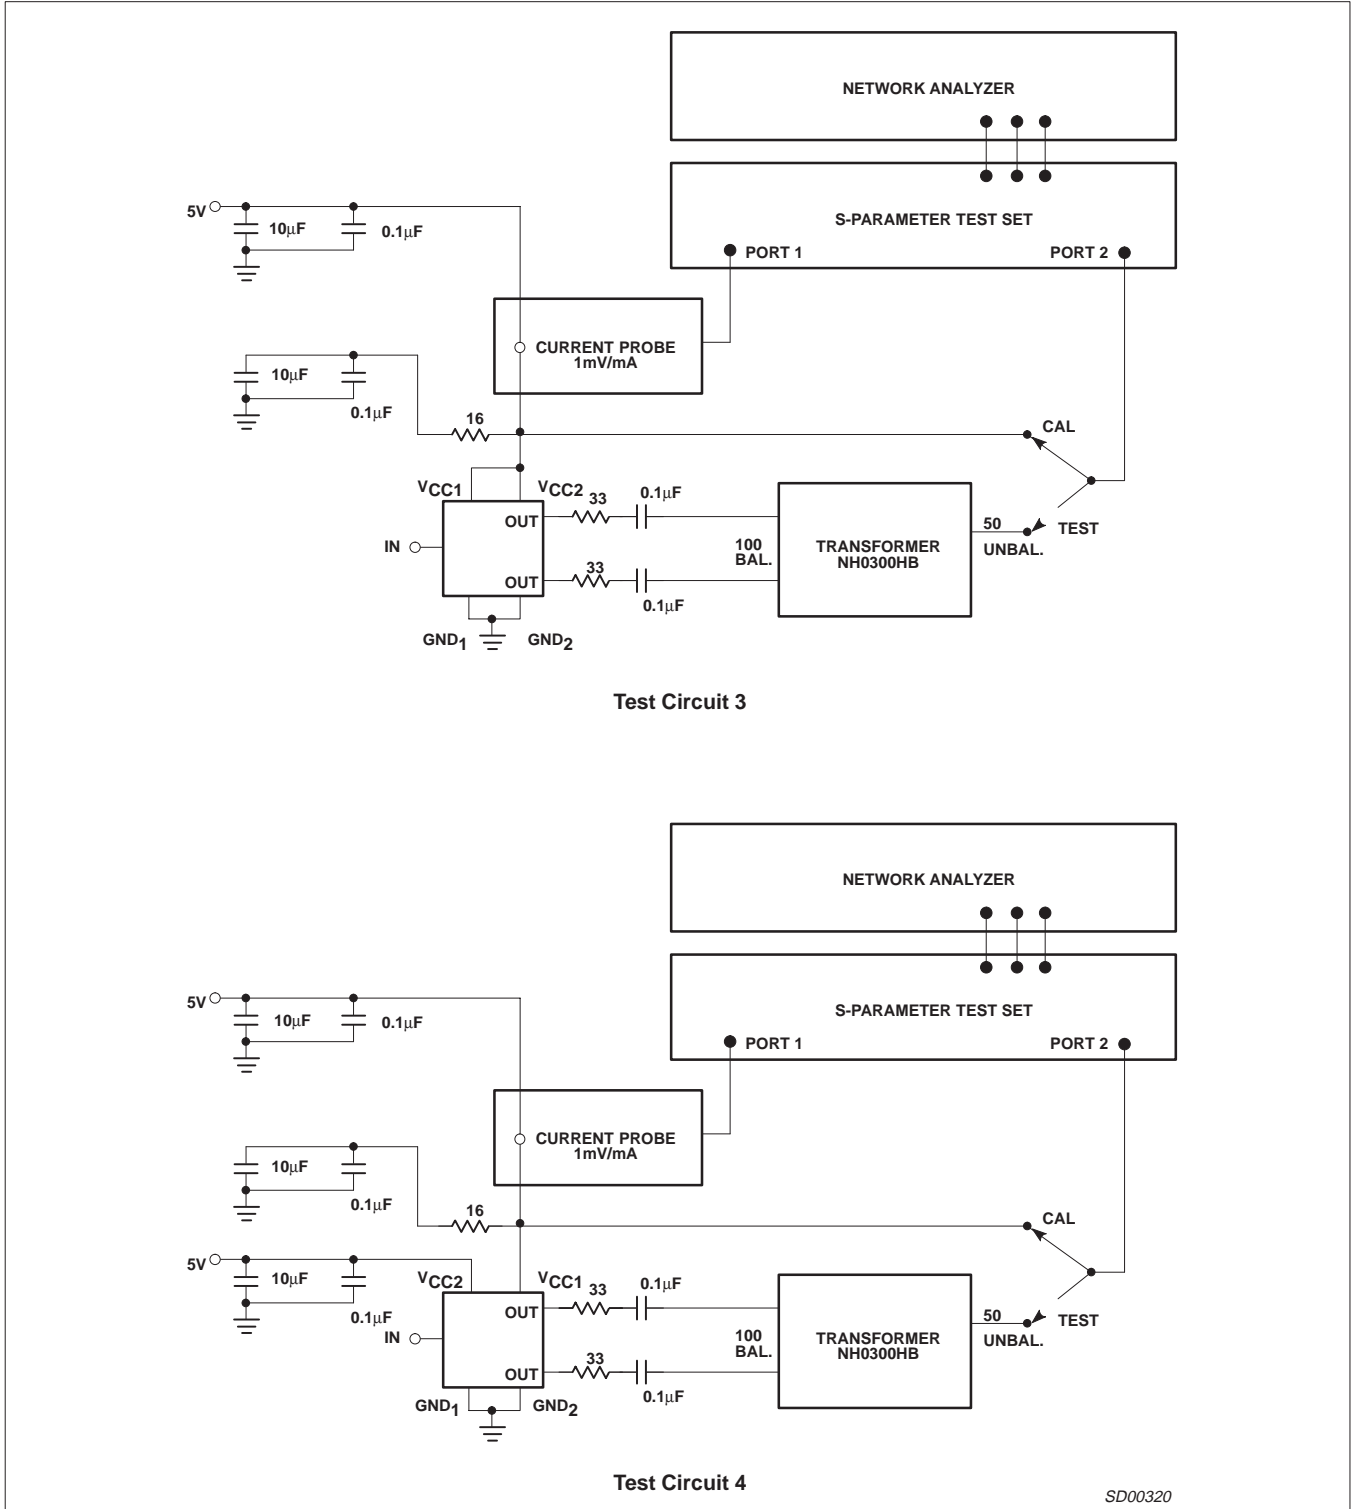 NETWORK ANALYZER
S-PARAMETER TEST SET
PORT 1
PORT 2
5V
10μF
0.1μF
CURRENT PROBE
1mV/mA
10μF
0.1μF
16
CAL
VCC1
VCC2
33
0.1μF
OUT
IN
OUT
33
0.1μF
100
BAL.
TRANSFORMER
NH0300HB
50
UNBAL.
TEST
GND1
GND2
Test Circuit 3
NETWORK ANALYZER
S-PARAMETER TEST SET
PORT 1
PORT 2
5V
10μF
0.1μF
CURRENT PROBE
1mV/mA
10μF
0.1μF
16
CAL
5V
10μF
0.1μF
VCC2
VCC1
33
0.1μF
OUT
IN
OUT
33
0.1μF
100
BAL.
TRANSFORMER
NH0300HB
50
UNBAL.
TEST
GND1
GND2
Test Circuit 4
SD00320